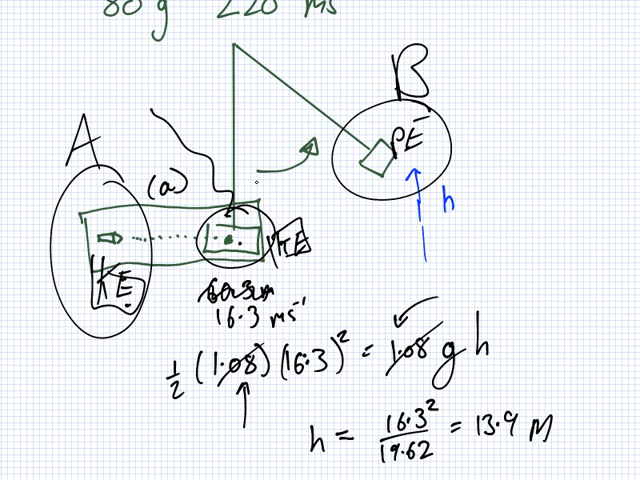 80 g 220 ms
B
A
PE
(a)
h
KE
KE
16.3 ms⁻¹
½ (1.08) (16.3)² = 1.08 g h
h = 16.3² / 19.62 = 13.9 M